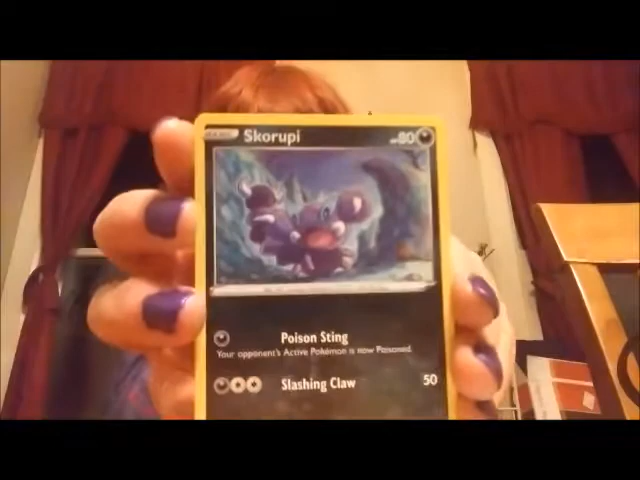 Skorupi 80
Poison Sting
Your opponent's Active Pokémon is now Poisoned.
Slashing Claw 50